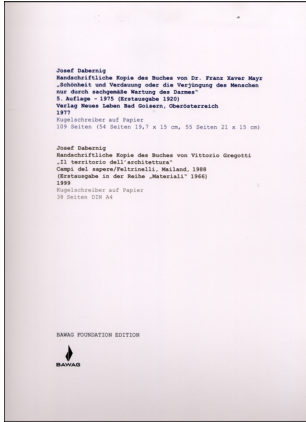 Josef Dabernig
Handschriftliche Kopie des Buches von Dr. Franz Xaver Mayr
„Schönheit und Verdauung oder die Verjüngung des Menschen
nur durch sachgemäße Wartung des Darmes“
5. Auflage - 1975 (Erstausgabe 1920)
Verlag Neues Leben Bad Goisern, Oberösterreich
1977
Kugelschreiber auf Papier
109 Seiten (54 Seiten 19,7 x 15 cm, 55 Seiten 21 x 15 cm)
Josef Dabernig
Handschriftliche Kopie des Buches von Vittorio Gregotti
„Il territorio dell'architettura“
Campi del sapere/Feltrinelli, Mailand, 1988
(Erstausgabe in der Reihe „Materiali“ 1966)
1999
Kugelschreiber auf Papier
38 Seiten DIN A4
BAWAG FOUNDATION EDITION
BAWAG